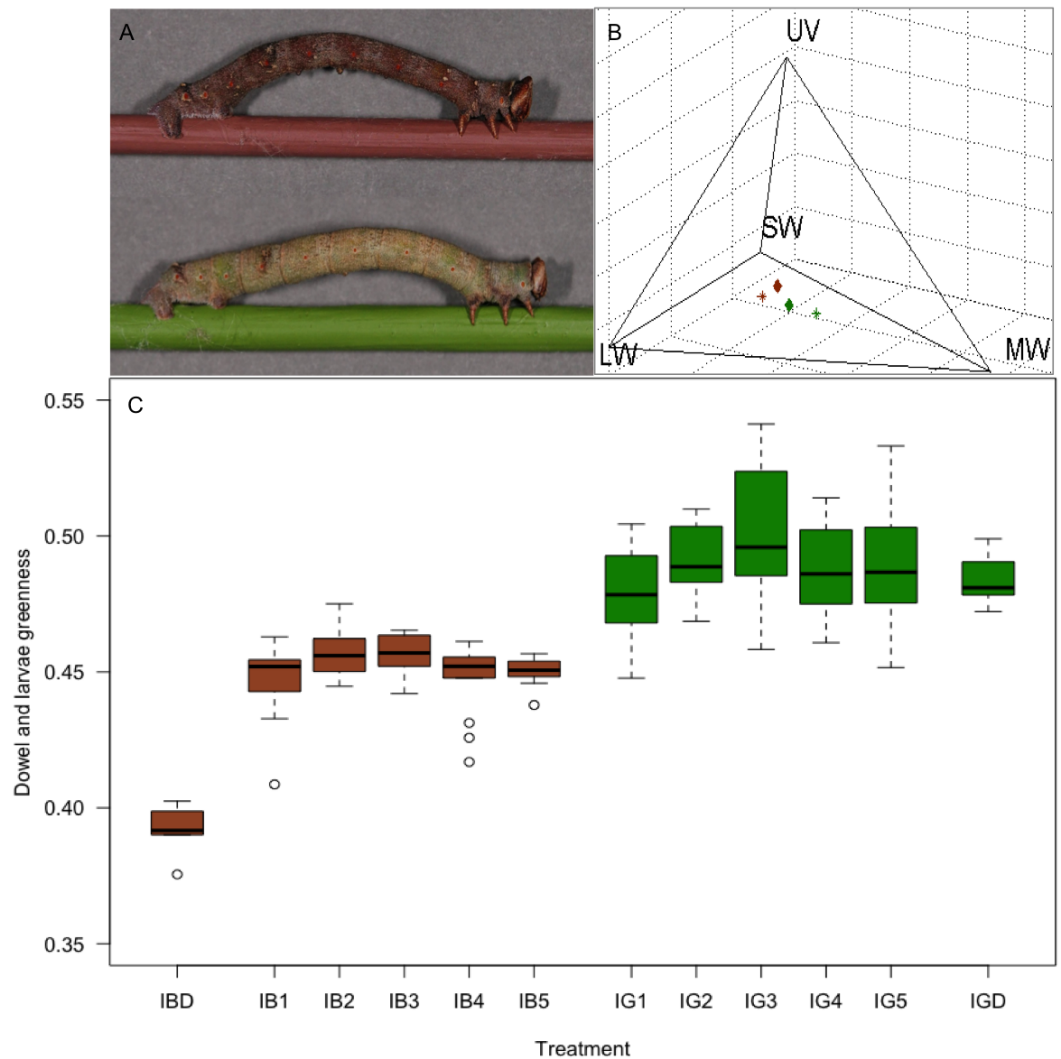 A
B
UV
SW
LW
MW
C
0.55
0.50
0.45
0.40
0.35
Dowel and larvae greenness
IBD IB1 IB2 IB3 IB4 IB5 IG1 IG2 IG3 IG4 IG5 IGD
Treatment